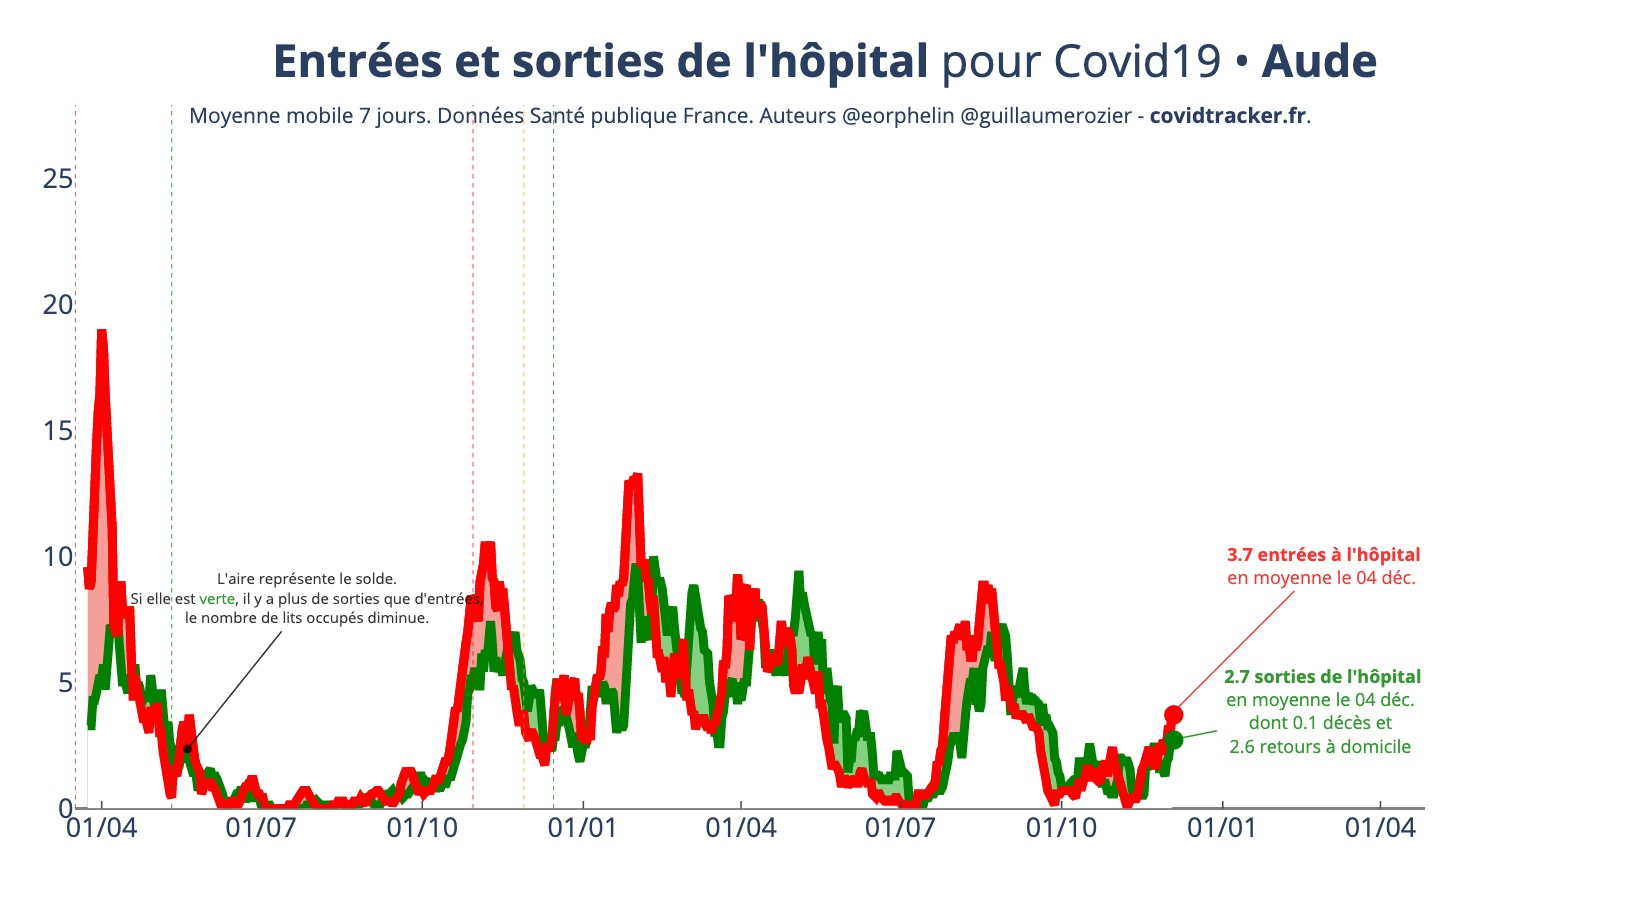 Entrées et sorties de l'hôpital pour Covid19 • Aude
Moyenne mobile 7 jours. Données Santé publique France. Auteurs @eorphelin @guillaumerozier - covidtracker.fr.
25
20
15
10
5
0
L'aire représente le solde.
Si elle est verte, il y a plus de sorties que d'entrées,
le nombre de lits occupés diminue.
3.7 entrées à l'hôpital
en moyenne le 04 déc.
2.7 sorties de l'hôpital
en moyenne le 04 déc.
dont 0.1 décès et
2.6 retours à domicile
01/04 01/07 01/10 01/01 01/04 01/07 01/10 01/01 01/04